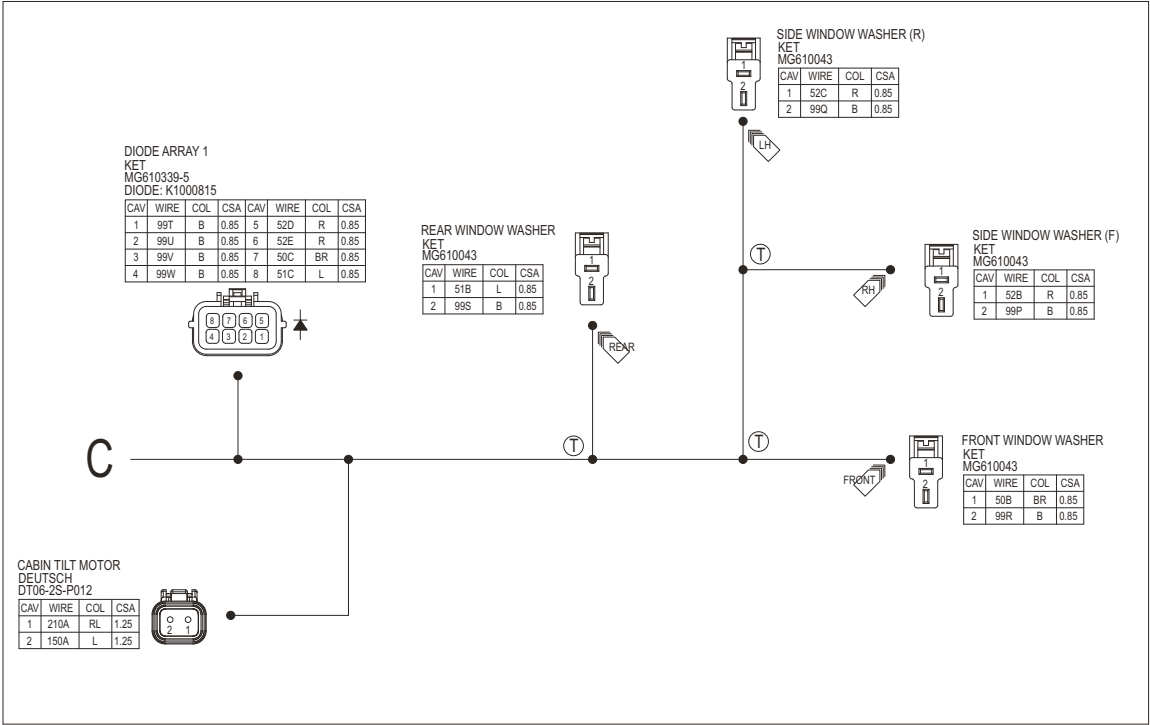 SIDE WINDOW WASHER (R)
KET
MG610043
CAV WIRE COL CSA
1 52C R 0.85
2 99Q B 0.85
1
2
LH
DIODE ARRAY 1
KET
MG610339-5
DIODE: K1000815
CAV WIRE COL CSA CAV WIRE COL CSA
1 99T B 0.85 5 52D R 0.85
2 99U B 0.85 6 52E R 0.85
3 99V B 0.85 7 50C BR 0.85
4 99W B 0.85 8 51C L 0.85
8 7 6 5
4 3 2 1
REAR WINDOW WASHER
KET
MG610043
CAV WIRE COL CSA
1 51B L 0.85
2 99S B 0.85
1
2
REAR
T
SIDE WINDOW WASHER (F)
KET
MG610043
CAV WIRE COL CSA
1 52B R 0.85
2 99P B 0.85
1
2
RH
C
T
T
FRONT
1
2
FRONT WINDOW WASHER
KET
MG610043
CAV WIRE COL CSA
1 50B BR 0.85
2 99R B 0.85
CABIN TILT MOTOR
DEUTSCH
DT06-2S-P012
CAV WIRE COL CSA
1 210A RL 1.25
2 150A L 1.25
2 1